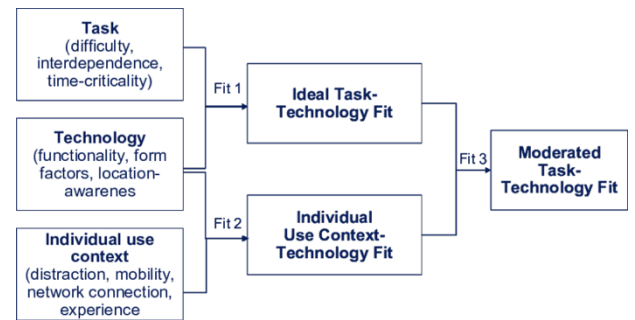 Task
(difficulty,
interdependence,
time-criticality)
Fit 1
Ideal Task-
Technology Fit
Technology
(functionality, form
factors, location-
awarenes
Fit 3
Moderated
Task-
Technology Fit
Fit 2
Individual
Use Context-
Technology Fit
Individual use
context
(distraction, mobility,
network connection,
experience